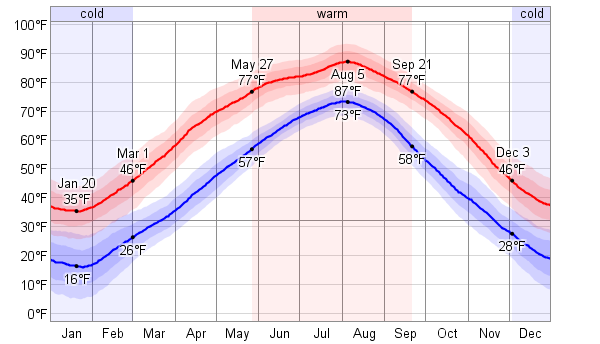 cold warm cold
100°F
90°F
80°F
70°F
60°F
50°F
40°F
30°F
20°F
10°F
0°F
Jan 20
35°F
16°F
Mar 1
46°F
26°F
May 27
77°F
57°F
Aug 5
87°F
73°F
Sep 21
77°F
58°F
Dec 3
46°F
28°F
Jan Feb Mar Apr May Jun Jul Aug Sep Oct Nov Dec